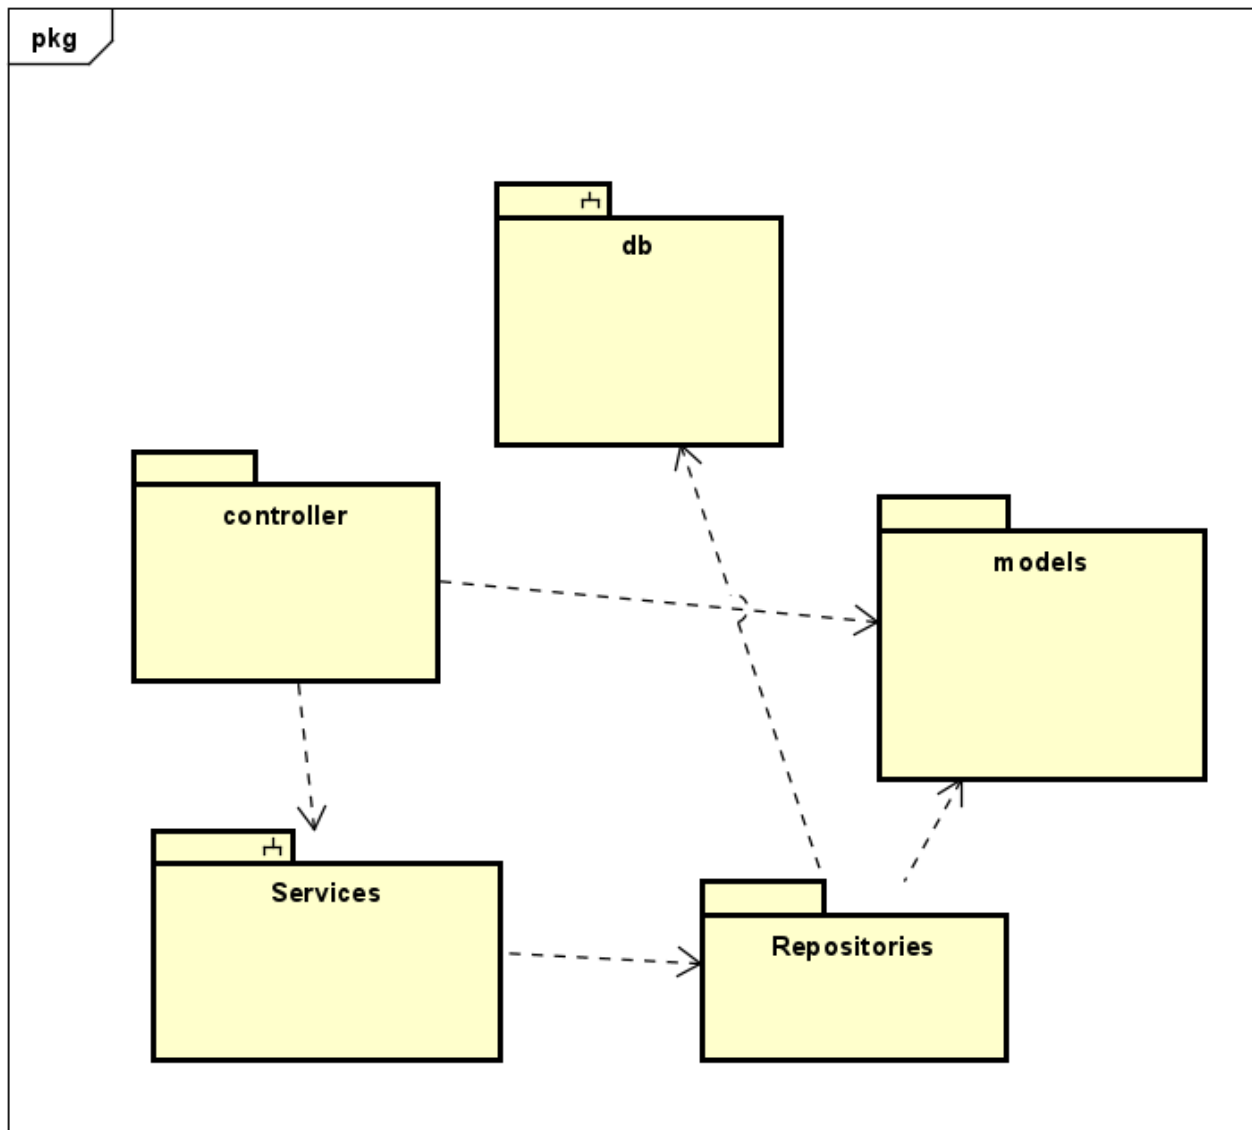 pkg
db
controller
models
Services
Repositories